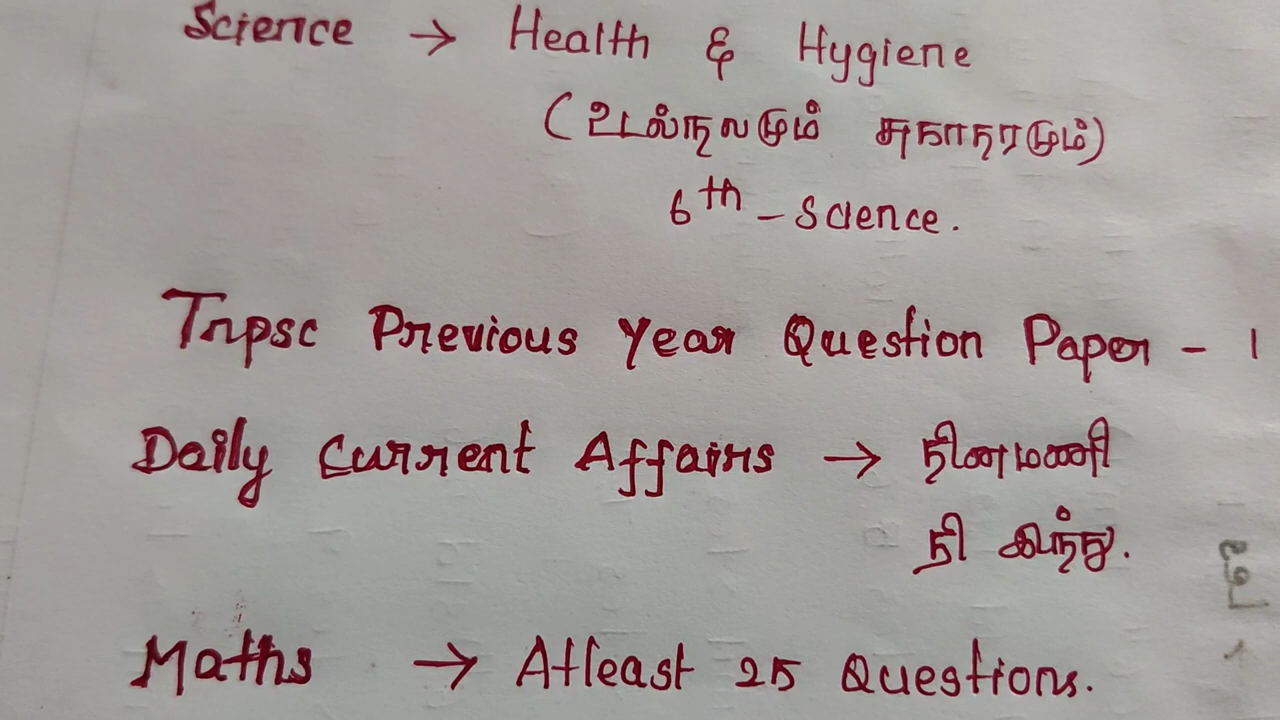 Science → Health & Hygiene
(உடல்நலமும் சுகாதாரமும்)
6th - Science.
Tnpsc Previous Year Question Paper - 1
Daily Current Affairs → தினமணி
தி இந்து.
Maths → Atleast 25 Questions.